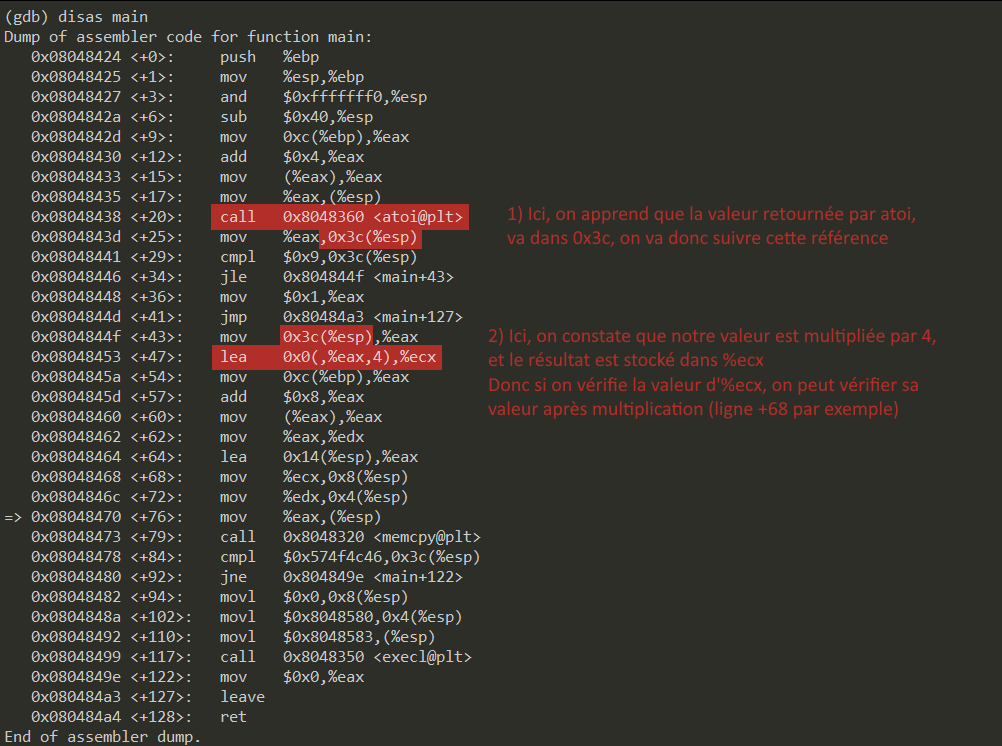 (gdb) disas main
Dump of assembler code for function main:
0x08048424 <+0>: push %ebp
0x08048425 <+1>: mov %esp,%ebp
0x08048427 <+3>: and $0xfffffff0,%esp
0x0804842a <+6>: sub $0x40,%esp
0x0804842d <+9>: mov 0xc(%ebp),%eax
0x08048430 <+12>: add $0x4,%eax
0x08048433 <+15>: mov (%eax),%eax
0x08048435 <+17>: mov %eax,(%esp)
0x08048438 <+20>: call 0x8048360 <atoi@plt>
1) Ici, on apprend que la valeur retournée par atoi,
0x0804843d <+25>: mov %eax,0x3c(%esp)
va dans 0x3c, on va donc suivre cette référence
0x08048441 <+29>: cmpl $0x9,0x3c(%esp)
0x08048446 <+34>: jle 0x804844f <main+43>
0x08048448 <+36>: mov $0x1,%eax
0x0804844d <+41>: jmp 0x80484a3 <main+127>
0x0804844f <+43>: mov 0x3c(%esp),%eax
2) Ici, on constate que notre valeur est multipliée par 4,
0x08048453 <+47>: lea 0x0(,%eax,4),%ecx
et le résultat est stocké dans %ecx
0x0804845a <+54>: mov 0xc(%ebp),%eax
Donc si on vérifie la valeur d'%ecx, on peut vérifier sa
0x0804845d <+57>: add $0x8,%eax
valeur après multiplication (ligne +68 par exemple)
0x08048460 <+60>: mov (%eax),%eax
0x08048462 <+62>: mov %eax,%edx
0x08048464 <+64>: lea 0x14(%esp),%eax
0x08048468 <+68>: mov %ecx,0x8(%esp)
0x0804846c <+72>: mov %edx,0x4(%esp)
=> 0x08048470 <+76>: mov %eax,(%esp)
0x08048473 <+79>: call 0x8048320 <memcpy@plt>
0x08048478 <+84>: cmpl $0x574f4c46,0x3c(%esp)
0x08048480 <+92>: jne 0x804849e <main+122>
0x08048482 <+94>: movl $0x0,0x8(%esp)
0x0804848a <+102>: movl $0x8048580,0x4(%esp)
0x08048492 <+110>: movl $0x8048583,(%esp)
0x08048499 <+117>: call 0x8048350 <execl@plt>
0x0804849e <+122>: mov $0x0,%eax
0x080484a3 <+127>: leave
0x080484a4 <+128>: ret
End of assembler dump.